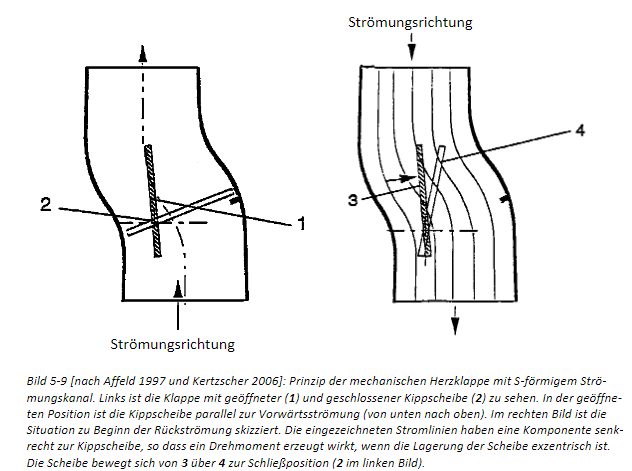 Strömungsrichtung
4
2
1
3
Strömungsrichtung
Bild 5-9 [nach Affeld 1997 und Kertzscher 2006]: Prinzip der mechanischen Herzklappe mit S-förmigem Strö-
mungskanal. Links ist die Klappe mit geöffneter (1) und geschlossener Kippscheibe (2) zu sehen. In der geöffne-
ten Position ist die Kippscheibe parallel zur Vorwärtsströmung (von unten nach oben). Im rechten Bild ist die
Situation zu Beginn der Rückströmung skizziert. Die eingezeichneten Stromlinien haben eine Komponente senk-
recht zur Kippscheibe, so dass ein Drehmoment erzeugt wirkt, wenn die Lagerung der Scheibe exzentrisch ist.
Die Scheibe bewegt sich von 3 über 4 zur Schließposition (2 im linken Bild).